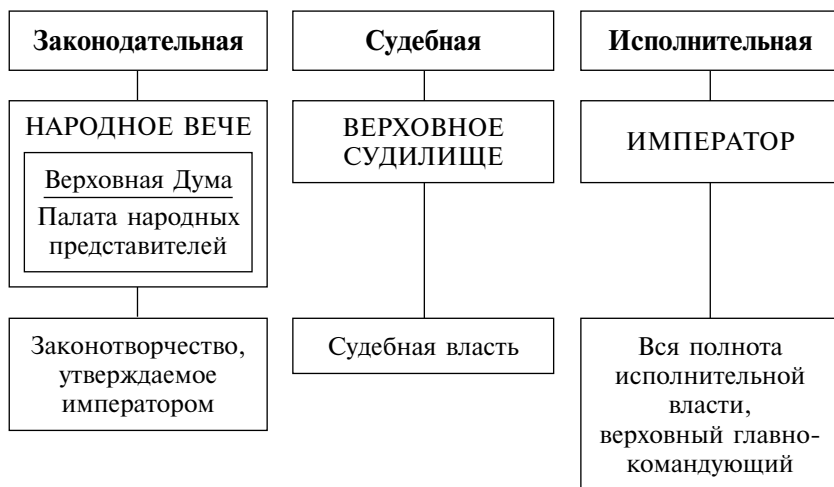 Законодательная
НАРОДНОЕ ВЕЧЕ
Верховная Дума
Палата народных
представителей
Законотворчество,
утверждаемое
императором
Судебная
ВЕРХОВНОЕ
СУДИЛИЩЕ
Судебная власть
Исполнительная
ИМПЕРАТОР
Вся полнота
исполнительной
власти,
верховный главно-
командующий